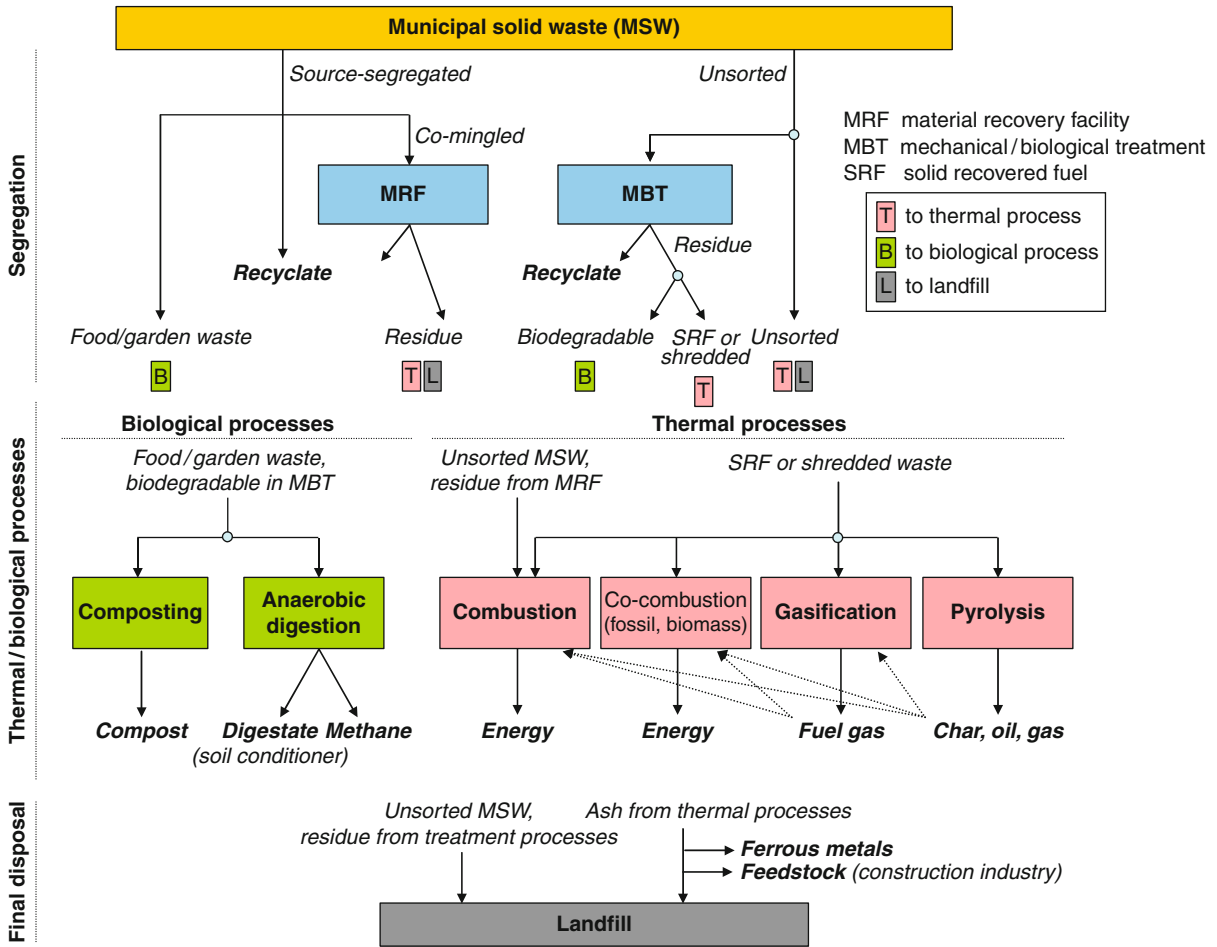 Municipal solid waste (MSW)
Segregation
Source-segregated
Unsorted
Co-mingled
MRF material recovery facility
MBT mechanical/biological treatment
SRF solid recovered fuel
T to thermal process
B to biological process
L to landfill
MRF
MBT
Residue
Recyclate
Recyclate
Food/garden waste
Residue
Biodegradable
SRF or
shredded
Unsorted
B
T L
B
T
T L
Thermal/biological processes
Biological processes
Thermal processes
Food/garden waste,
biodegradable in MBT
Unsorted MSW,
residue from MRF
SRF or shredded waste
Composting
Anaerobic
digestion
Combustion
Co-combustion
(fossil, biomass)
Gasification
Pyrolysis
Compost
Digestate Methane
(soil conditioner)
Energy
Energy
Fuel gas
Char, oil, gas
Final disposal
Unsorted MSW,
residue from treatment processes
Ash from thermal processes
Ferrous metals
Feedstock (construction industry)
Landfill